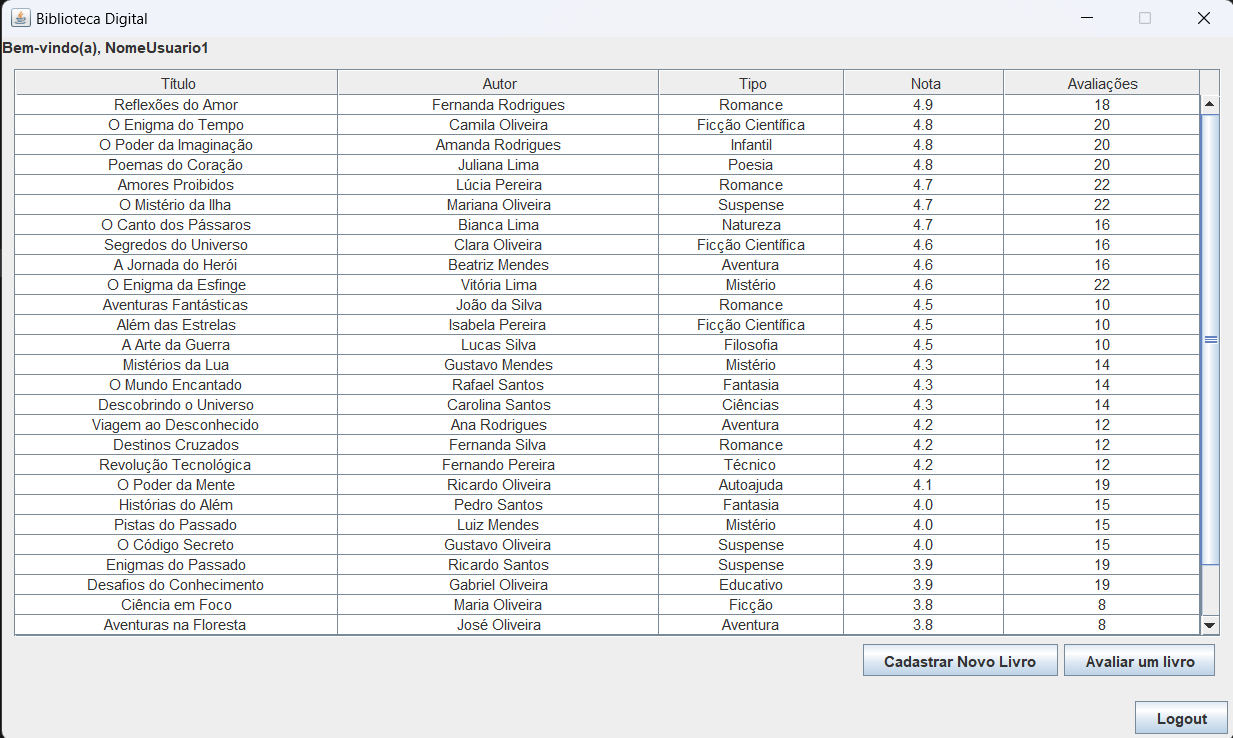 Biblioteca Digital
Bem-vindo(a), NomeUsuario1
Título Autor Tipo Nota Avaliações
Reflexões do Amor Fernanda Rodrigues Romance 4.9 18
O Enigma do Tempo Camila Oliveira Ficção Científica 4.8 20
O Poder da Imaginação Amanda Rodrigues Infantil 4.8 20
Poemas do Coração Juliana Lima Poesia 4.8 20
Amores Proibidos Lúcia Pereira Romance 4.7 22
O Mistério da Ilha Mariana Oliveira Suspense 4.7 22
O Canto dos Pássaros Bianca Lima Natureza 4.7 16
Segredos do Universo Clara Oliveira Ficção Científica 4.6 16
A Jornada do Herói Beatriz Mendes Aventura 4.6 16
O Enigma da Esfinge Vitória Lima Mistério 4.6 22
Aventuras Fantásticas João da Silva Romance 4.5 10
Além das Estrelas Isabela Pereira Ficção Científica 4.5 10
A Arte da Guerra Lucas Silva Filosofia 4.5 10
Mistérios da Lua Gustavo Mendes Mistério 4.3 14
O Mundo Encantado Rafael Santos Fantasia 4.3 14
Descobrindo o Universo Carolina Santos Ciências 4.3 14
Viagem ao Desconhecido Ana Rodrigues Aventura 4.2 12
Destinos Cruzados Fernanda Silva Romance 4.2 12
Revolução Tecnológica Fernando Pereira Técnico 4.2 12
O Poder da Mente Ricardo Oliveira Autoajuda 4.1 19
Histórias do Além Pedro Santos Fantasia 4.0 15
Pistas do Passado Luiz Mendes Mistério 4.0 15
O Código Secreto Gustavo Oliveira Suspense 4.0 15
Enigmas do Passado Ricardo Santos Suspense 3.9 19
Desafios do Conhecimento Gabriel Oliveira Educativo 3.9 19
Ciência em Foco Maria Oliveira Ficção 3.8 8
Aventuras na Floresta José Oliveira Aventura 3.8 8
Cadastrar Novo Livro Avaliar um livro
Logout